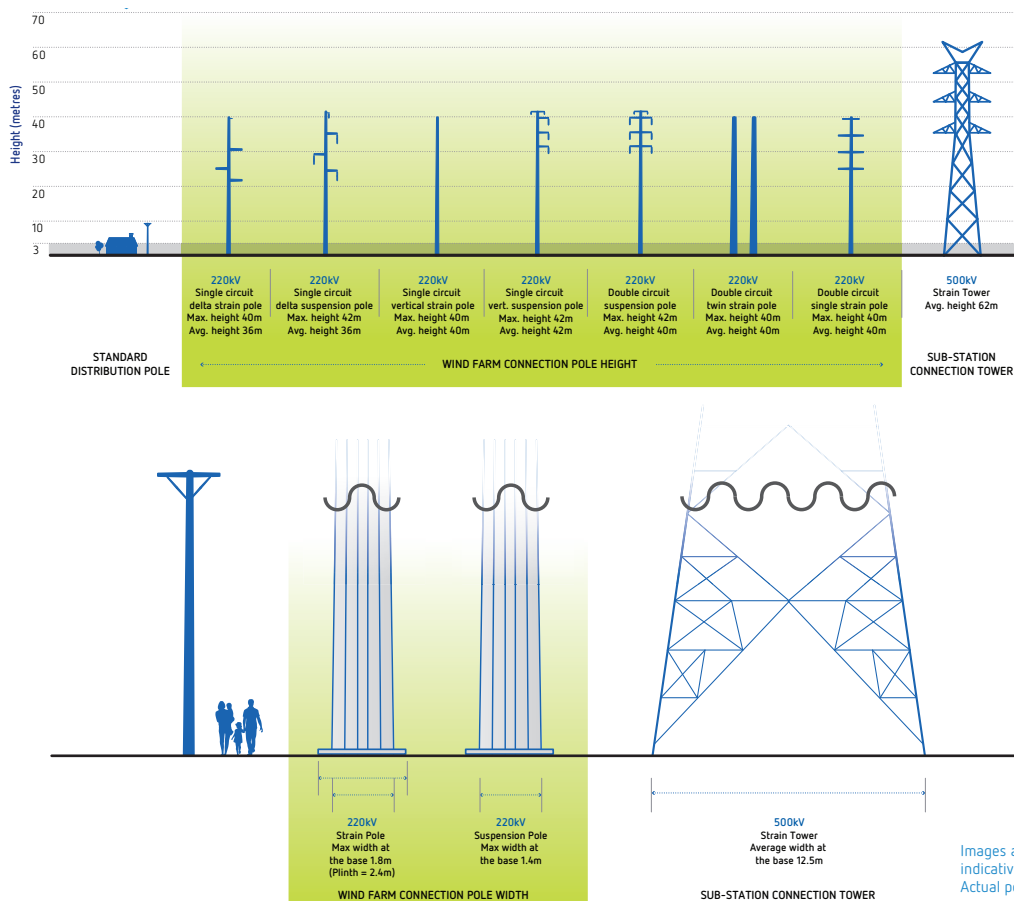 70
60
50
40
30
20
10
3
Height (metres)
220kV
Single circuit
delta strain pole
Max. height 40m
Avg. height 36m
220kV
Single circuit
delta suspension pole
Max. height 42m
Avg. height 36m
220kV
Single circuit
vertical strain pole
Max. height 40m
Avg. height 40m
220kV
Single circuit
vert. suspension pole
Max. height 42m
Avg. height 42m
220kV
Double circuit
suspension pole
Max. height 42m
Avg. height 40m
220kV
Double circuit
twin strain pole
Max. height 40m
Avg. height 40m
220kV
Double circuit
single strain pole
Max. height 40m
Avg. height 40m
500kV
Strain Tower
Avg. height 62m
STANDARD
DISTRIBUTION POLE
WIND FARM CONNECTION POLE HEIGHT
SUB-STATION
CONNECTION TOWER
220kV
Strain Pole
Max width at
the base 1.8m
(Plinth = 2.4m)
220kV
Suspension Pole
Max width at
the base 1.4m
500kV
Strain Tower
Average width at
the base 12.5m
WIND FARM CONNECTION POLE WIDTH
SUB-STATION CONNECTION TOWER
Images a
indicativ
Actual po